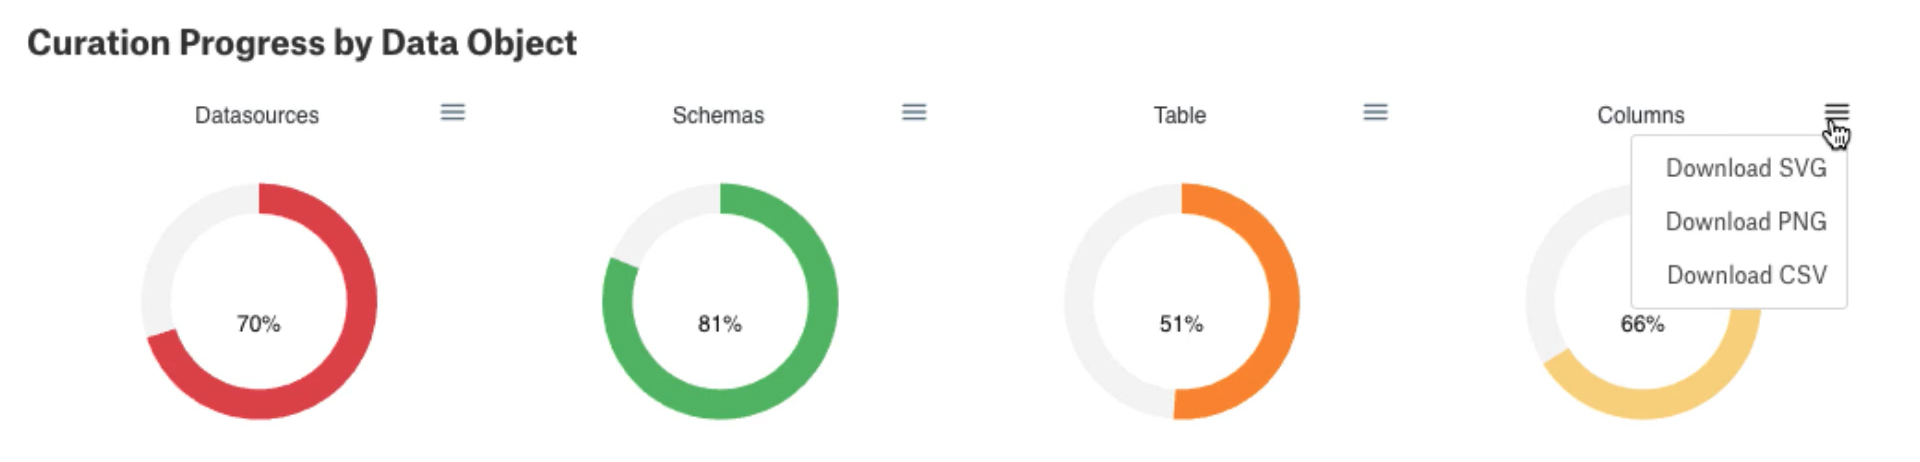 Curation Progress by Data Object
Datasources
Schemas
Table
Columns
Download SVG
Download PNG
Download CSV
70%
81%
51%
66%